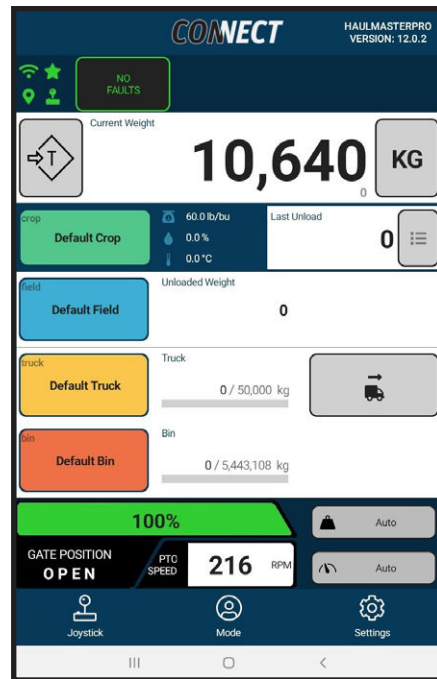 CONNECT
HAULMASTERPRO
VERSION: 12.0.2
NO
FAULTS
Current Weight
T
10,640
0
KG
crop
Default Crop
60.0 lb/bu
0.0 %
0.0 °C
Last Unload
0
field
Default Field
Unloaded Weight
0
truck
Default Truck
Truck
0 / 50,000 kg
bin
Default Bin
Bin
0 / 5,443,108 kg
100%
Auto
GATE POSITION
OPEN
PTO
SPEED
216
RPM
Auto
Joystick
Mode
Settings